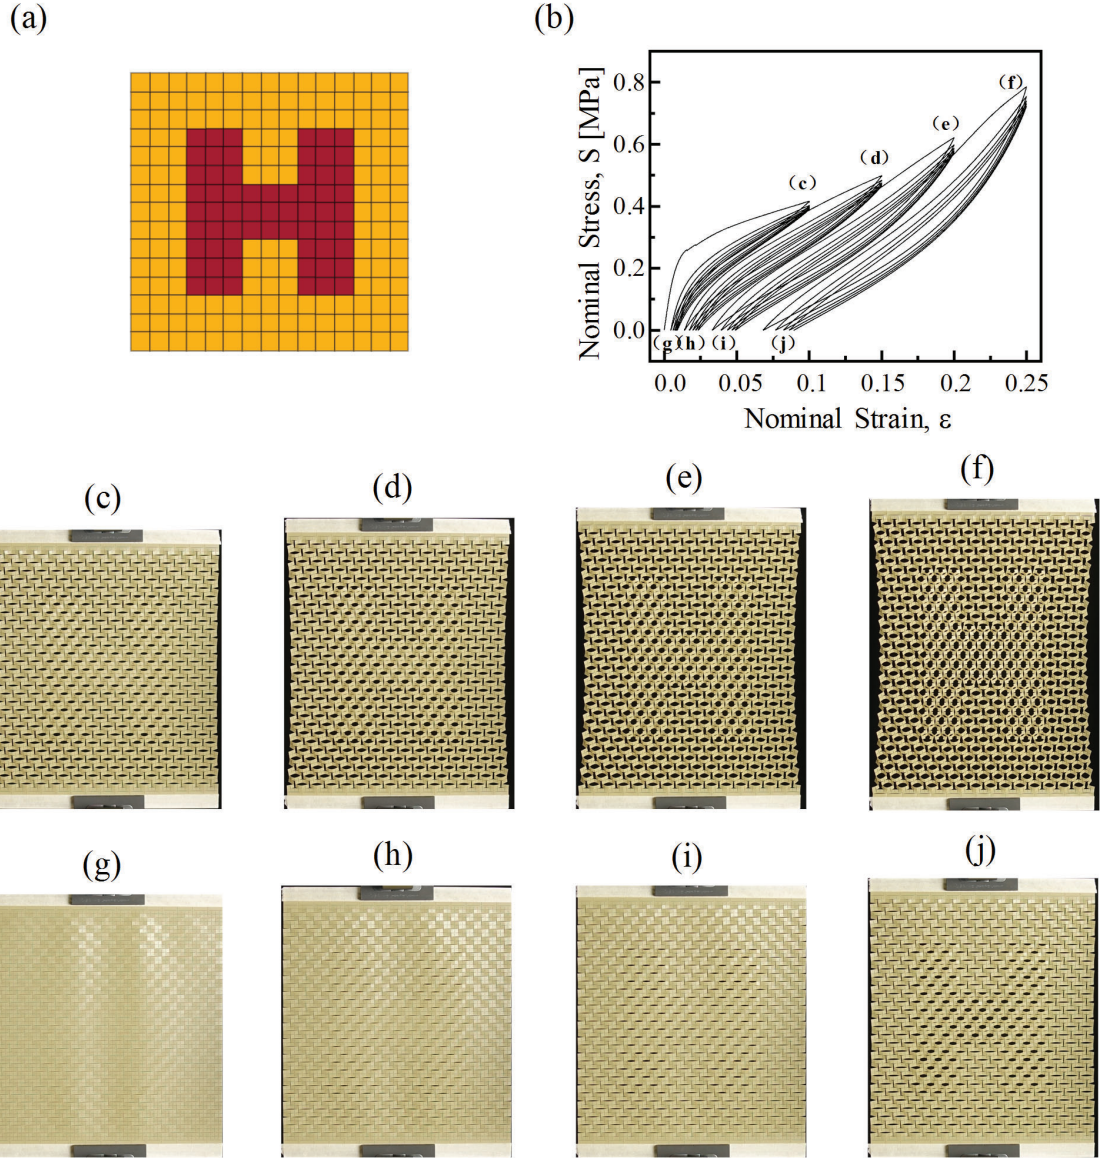 (a)
(b)
Nominal Stress, S [MPa]
0.8
0.6
0.4
0.2
0.0
(c)
(d)
(e)
(f)
(g)
(h)
(i)
(j)
0.0 0.05 0.1 0.15 0.2 0.25
Nominal Strain, ε
(c) (d) (e) (f)
(g) (h) (i) (j)